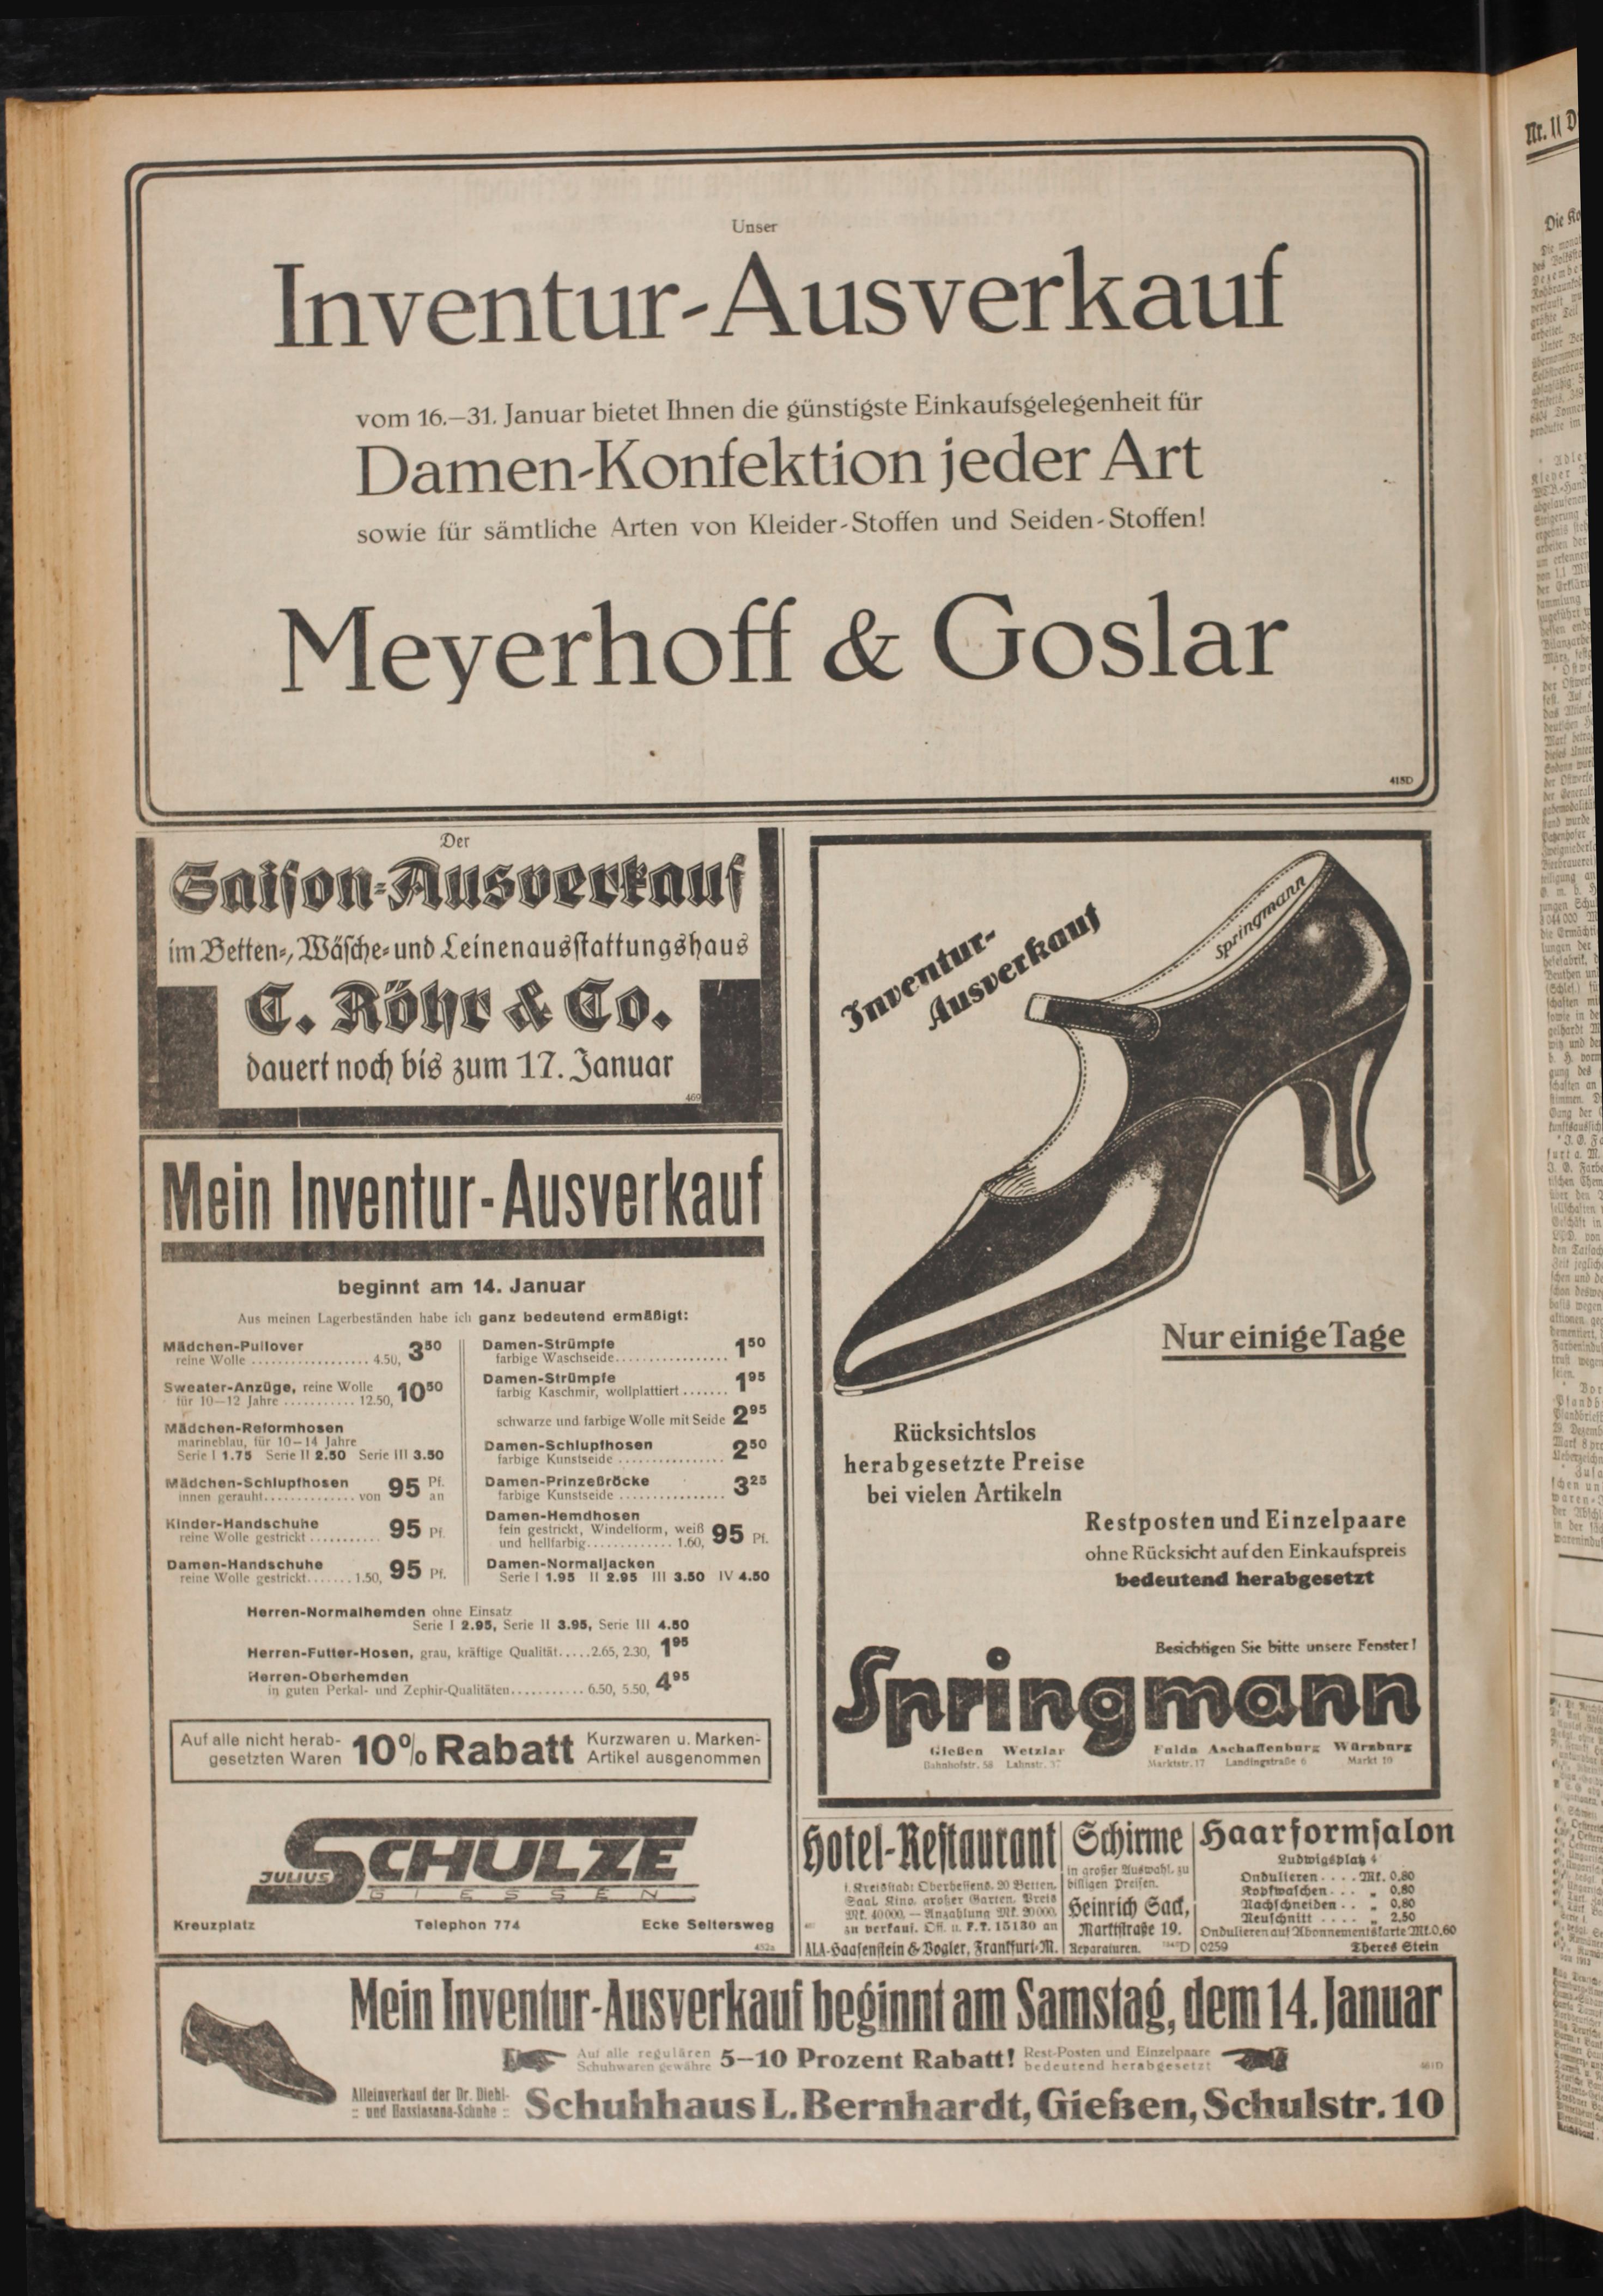 Unser
Inventur-Ausverkauf
vom 16.—31. Januar bietet Ihnen die günstigste Einkaufsgelegenheit für
Damen-Konfektion jeder Art
sowie für sämtliche Arten von Kleider-Stoffen und Seiden-Stoffen!
Meyerhoff & Goslar
415D
Der
Saison-Ausverkauf
im Betten-, Wäsche- und Leinenausstattungshaus
C. Röhr & Co.
dauert noch bis zum 17. Januar
469
Mein Inventur-Ausverkauf
beginnt am 14. Januar
Aus meinen Lagerbeständen habe ich ganz bedeutend ermäßigt:
Mädchen-Pullover
reine Wolle .................. 4.50, 3 50
Sweater-Anzüge, reine Wolle
für 10—12 Jahre ........... 12.50, 10 50
Mädchen-Reformhosen
marineblau, für 10—14 Jahre
Serie I 1.75 Serie II 2.50 Serie III 3.50
Mädchen-Schlupfhosen
innen gerauht.............. von 95 Pf. an
Kinder-Handschuhe
reine Wolle gestrickt ........... 95 Pf.
Damen-Handschuhe
reine Wolle gestrickt....... 1.50, 95 Pf.
Damen-Strümpfe
farbige Waschseide................. 1 50
Damen-Strümpfe
farbig Kaschmir, wollplattiert ....... 1 95
schwarze und farbige Wolle mit Seide 2 95
Damen-Schlupfhosen
farbige Kunstseide ................ 2 50
Damen-Prinzeßröcke
farbige Kunstseide ................ 3 25
Damen-Hemdhosen
fein gestrickt, Windelform, weiß
und hellfarbig............. 1.60, 95 Pf.
Damen-Normaljacken
Serie I 1.95 II 2.95 III 3.50 IV 4.50
Herren-Normalhemden ohne Einsatz
Serie I 2.95, Serie II 3.95, Serie III 4.50
Herren-Futter-Hosen, grau, kräftige Qualität.....2.65, 2.30, 1 95
Herren-Oberhemden
in guten Perkal- und Zephir-Qualitäten........... 6.50, 5.50, 4 95
Auf alle nicht herab-
gesetzten Waren
10% Rabatt
Kurzwaren u. Marken-
Artikel ausgenommen
JULIUS SCHULZE
GIESSEN
Kreuzplatz Telephon 774 Ecke Seltersweg
Inventur-
Ausverkauf
Springmann
Nur einige Tage
Rücksichtslos
herabgesetzte Preise
bei vielen Artikeln
Restposten und Einzelpaare
ohne Rücksicht auf den Einkaufspreis
bedeutend herabgesetzt
Besichtigen Sie bitte unsere Fenster!
Springmann
Gießen Wetzlar Fulda Aschaffenburg Würzburg
Bahnhofstr. 58 Lahnstr. 37 Marktstr. 17 Landingstraße 6 Markt 10
Hotel-Restaurant
i. Kreisstadt Oberhessens. 20 Betten,
Saal, Kino, großer Garten. Preis
Mk. 40000. — Anzahlung Mk. 20000.
zu verkauf. Off. u. F.T. 15130 an
ALA-Haasenstein & Vogler, Frankfurt-M.
Schirme
in großer Auswahl, zu
billigen Preisen.
Heinrich Sack,
Marktstraße 19.
Reparaturen.
Haarformsalon
Ludwigsplatz 4
Ondulieren . . . . Mk. 0,80
Kopfwaschen . . . „ 0,80
Nachschneiden . . „ 0,80
Neuschnitt . . . . „ 2,50
Ondulieren auf Abonnementskarte Mk. 0,60
0259 Theres Stein
Mein Inventur-Ausverkauf beginnt am Samstag, dem 14. Januar
Auf alle regulären
Schuhwaren gewähre
5—10 Prozent Rabatt!
Rest-Posten und Einzelpaare
bedeutend herabgesetzt
461D
Alleinverkauf der Dr. Diehl-
:: und Hassiasana-Schuhe ::
Schuhhaus L. Bernhardt, Gießen, Schulstr. 10
Nr. 11 D